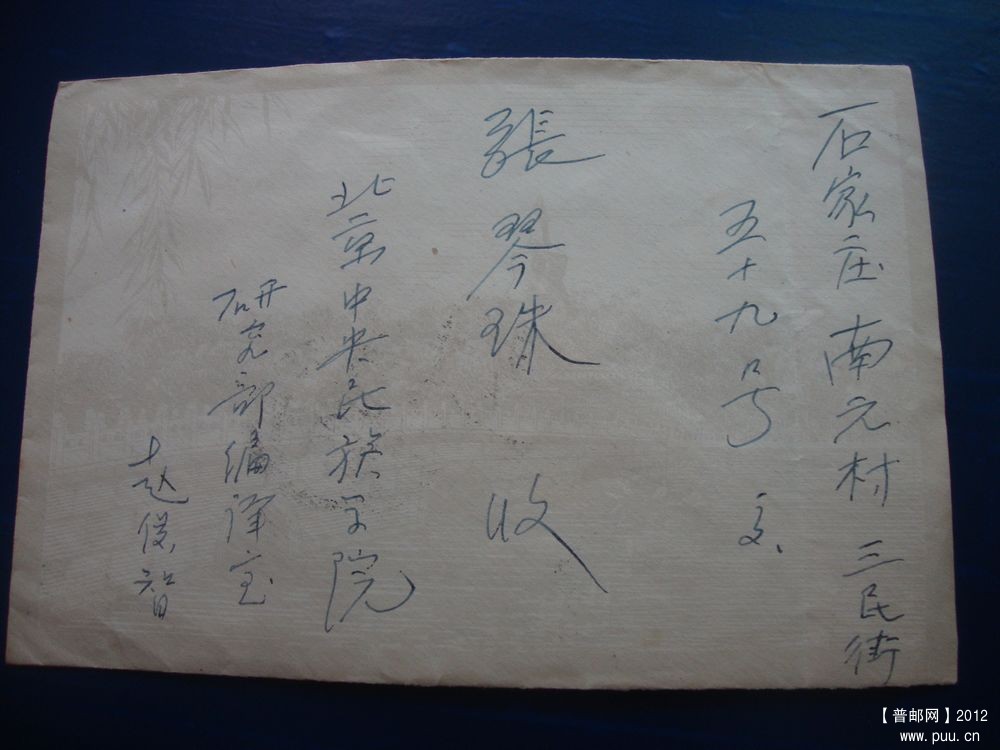 石家庄南元村三民街
五十九号交
張琴珠收
北京中央民族学院
研究部编译室
赵俊智
【普邮网】2012
www.puu.cn